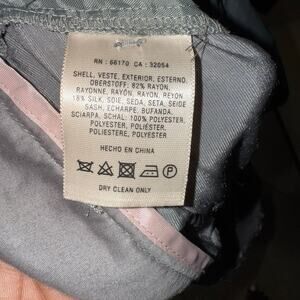 RN : 66170 CA : 32054
SHELL, VESTE, EXTERIOR, ESTERNO,
OBERSTOFF: 82% RAYON,
RAYONNE, RAYÓN, RAYON, RAYON
18% SILK, SOIE, SEDA, SETA, SEIDE
SASH, ECHARPE, BUFANDA,
SCIARPA, SCHAL: 100% POLYESTER,
POLYESTER, POLIÉSTER,
POLIESTERE, POLYESTER
HECHO EN CHINA
P
DRY CLEAN ONLY